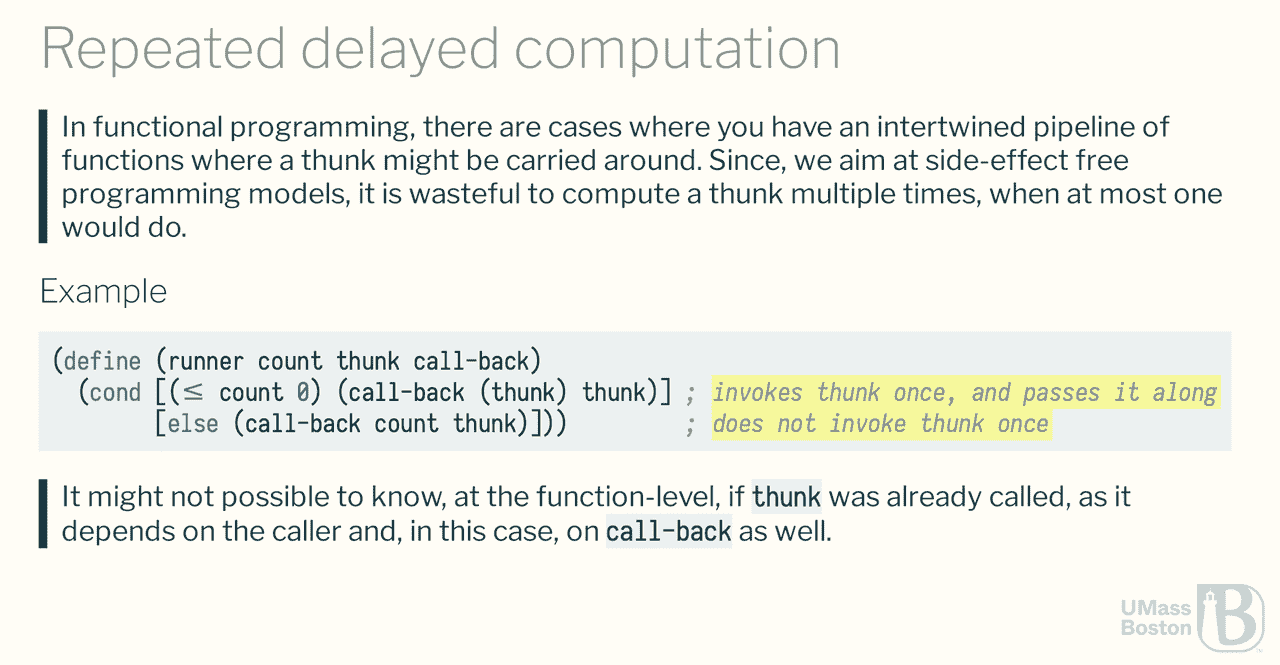 Repeated delayed computation
In functional programming, there are cases where you have an intertwined pipeline of
functions where a thunk might be carried around. Since, we aim at side-effect free
programming models, it is wasteful to compute a thunk multiple times, when at most one
would do.
Example
(define (runner count thunk call-back)
  (cond [(≤ count 0) (call-back (thunk) thunk)] ; invokes thunk once, and passes it along
        [else (call-back count thunk)]))        ; does not invoke thunk once
It might not possible to know, at the function-level, if thunk was already called, as it
depends on the caller and, in this case, on call-back as well.
UMass
Boston
B